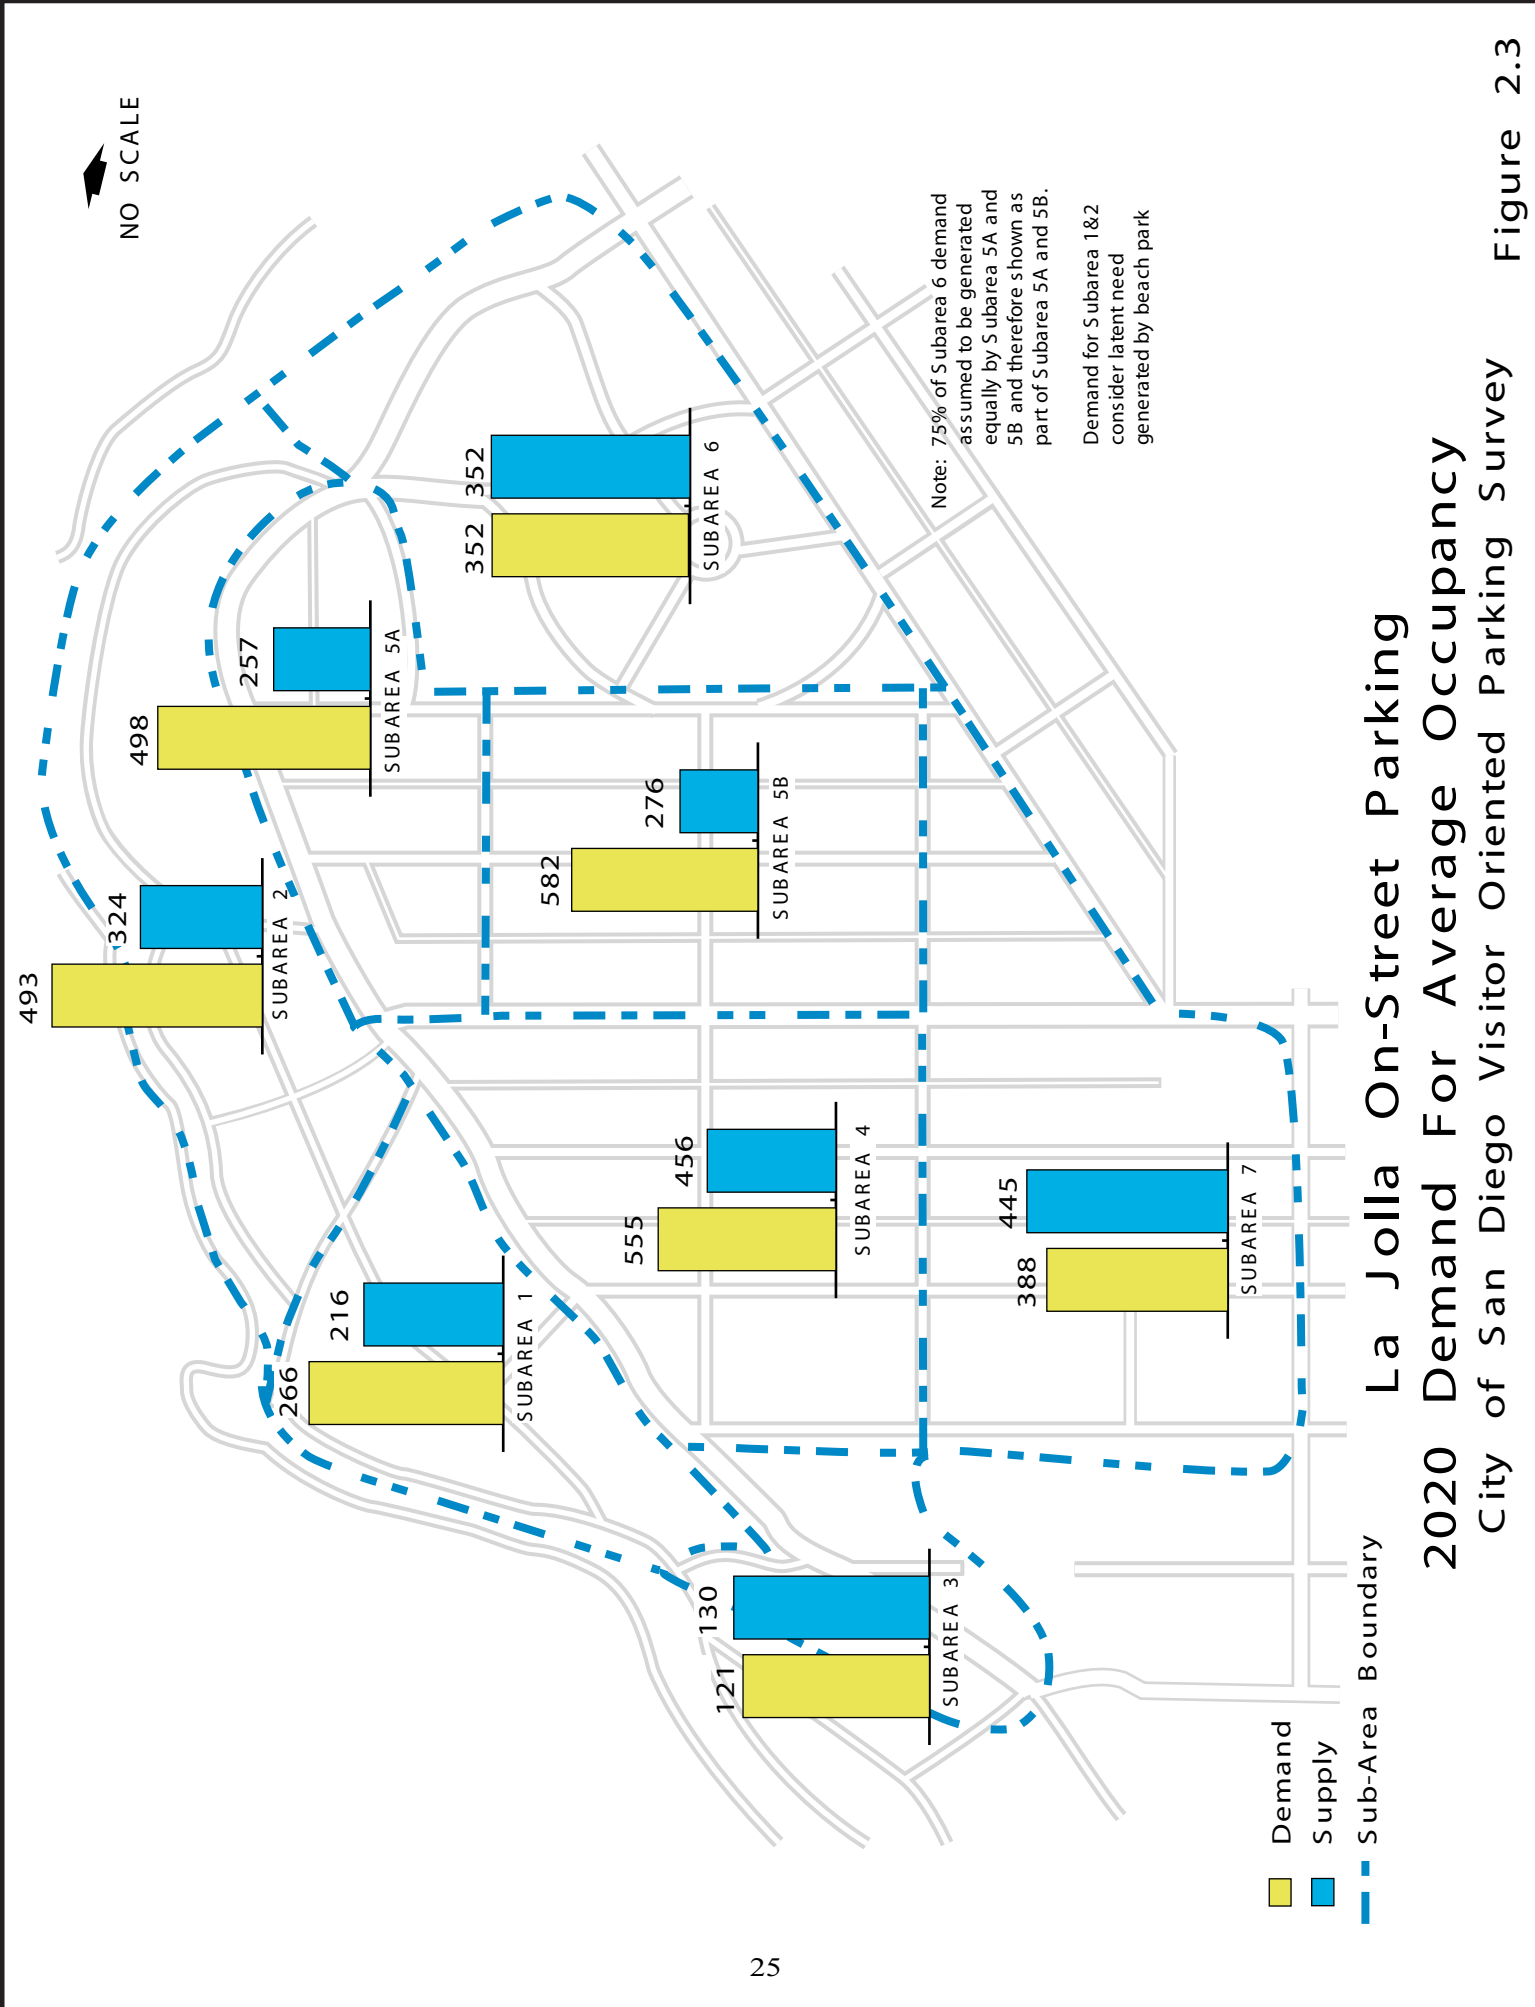 NO SCALE
493
324
SUBAREA 2
498
257
SUBAREA 5A
352
352
SUBAREA 6
266
216
SUBAREA 1
582
276
SUBAREA 5B
555
456
SUBAREA 4
121
130
SUBAREA 3
388
445
SUBAREA 7
Note: 75% of Subarea 6 demand
assumed to be generated
equally by Subarea 5A and
5B and therefore shown as
part of Subarea 5A and 5B.
Demand for Subarea 1&2
consider latent need
generated by beach park
Demand
Supply
Sub-Area Boundary
La Jolla On-Street Parking
2020 Demand For Average Occupancy
City of San Diego Visitor Oriented Parking Survey
Figure 2.3
25